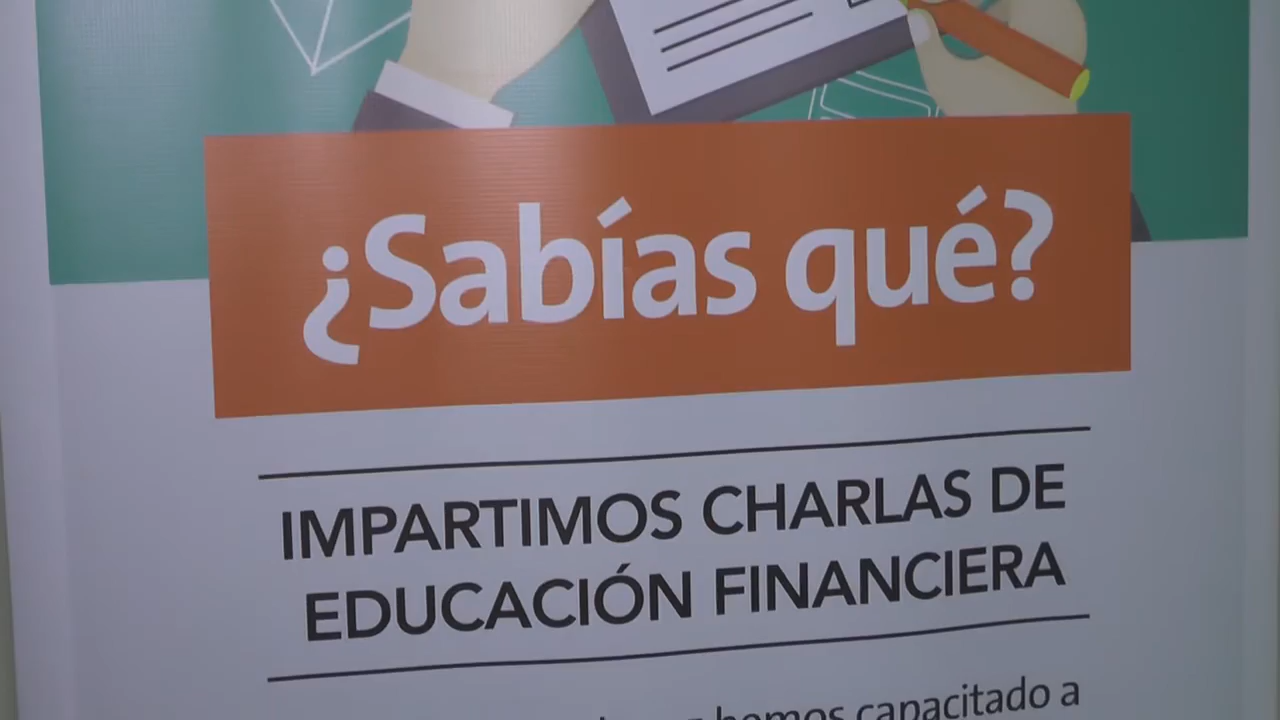 ¿Sabías qué?
IMPARTIMOS CHARLAS DE
EDUCACIÓN FINANCIERA
hemos capacitado a